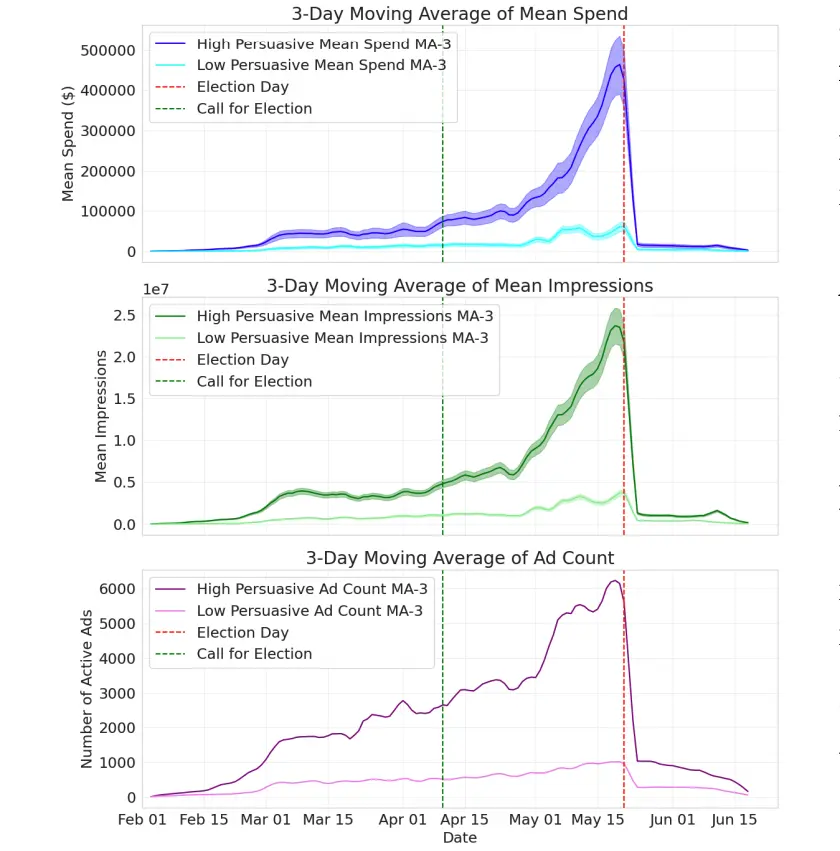 3-Day Moving Average of Mean Spend
High Persuasive Mean Spend MA-3
Low Persuasive Mean Spend MA-3
Election Day
Call for Election
500000
400000
300000
200000
100000
0
Mean Spend ($)
1e7
3-Day Moving Average of Mean Impressions
High Persuasive Mean Impressions MA-3
Low Persuasive Mean Impressions MA-3
Election Day
Call for Election
2.5
2.0
1.5
1.0
0.5
0.0
Mean Impressions
3-Day Moving Average of Ad Count
High Persuasive Ad Count MA-3
Low Persuasive Ad Count MA-3
Election Day
Call for Election
6000
5000
4000
3000
2000
1000
0
Number of Active Ads
Feb 01 Feb 15 Mar 01 Mar 15 Apr 01 Apr 15 May 01 May 15 Jun 01 Jun 15
Date